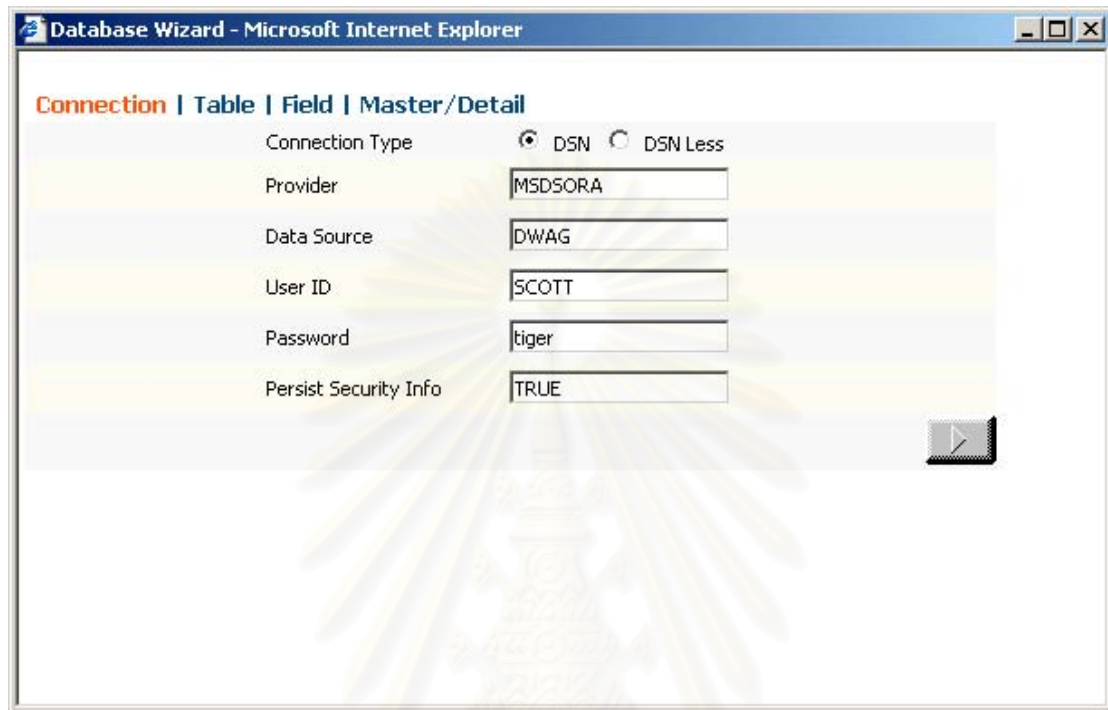 Database Wizard - Microsoft Internet Explorer
Connection | Table | Field | Master/Detail
Connection Type DSN DSN Less
Provider MSDSORA
Data Source DWAG
User ID SCOTT
Password tiger
Persist Security Info TRUE